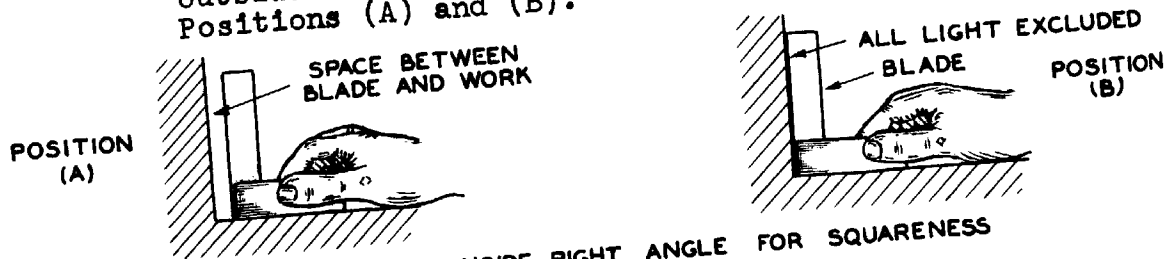 Positions (A) and (B).
SPACE BETWEEN
BLADE AND WORK
POSITION
(A)
ALL LIGHT EXCLUDED
BLADE
POSITION
(B)
RIGHT ANGLE FOR SQUARENESS